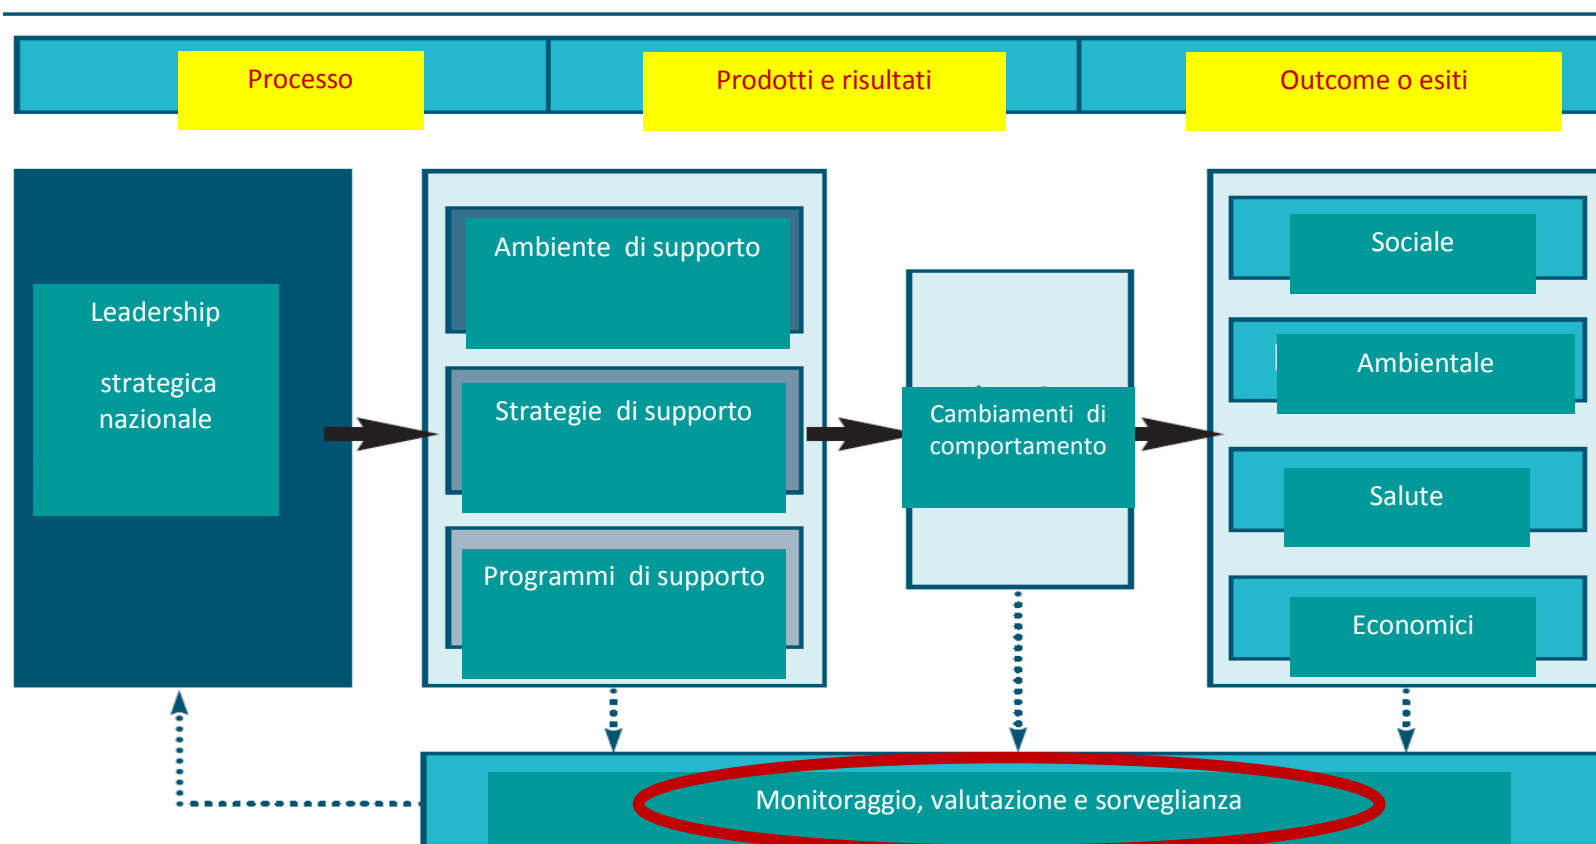 Processo
Prodotti e risultati
Outcome o esiti
Leadership
strategica
nazionale
Ambiente di supporto
Strategie di supporto
Programmi di supporto
Cambiamenti di
comportamento
Sociale
Ambientale
Salute
Economici
Monitoraggio, valutazione e sorveglianza